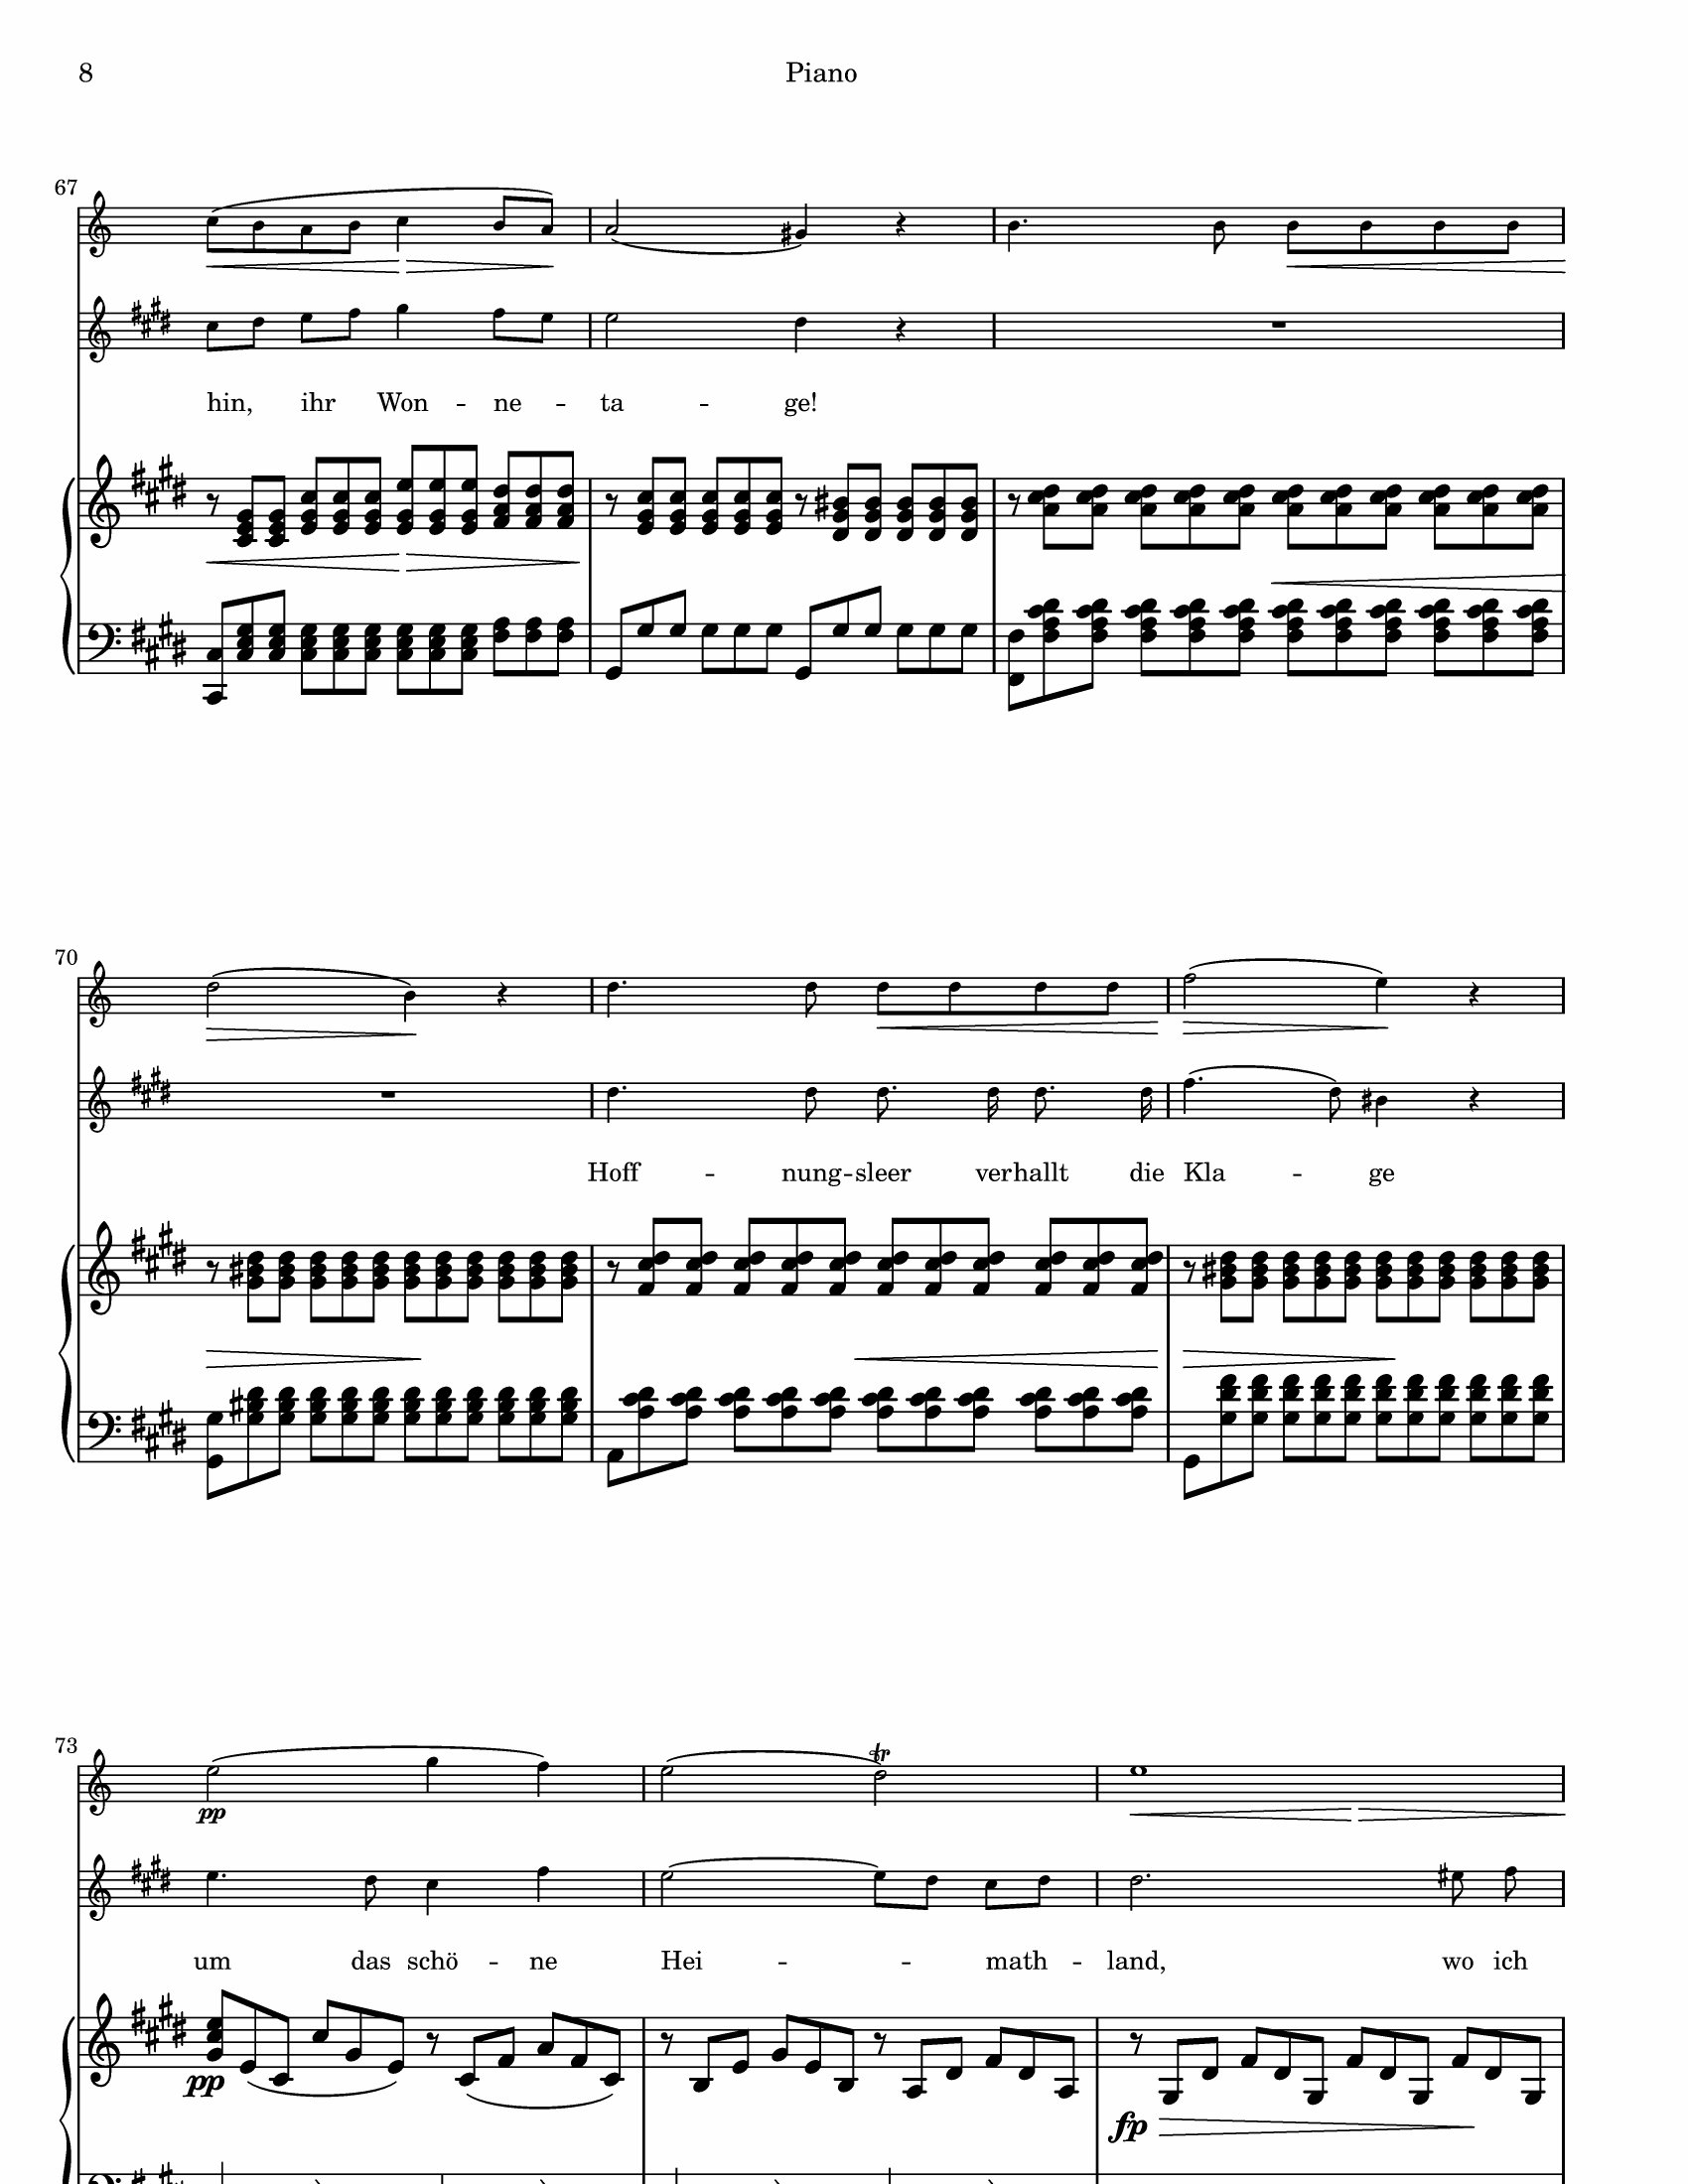 8 Piano
67
hin, ihr Won -- ne -- ta -- ge!
70
Hoff -- nung -- sleer verhallt die Kla -- ge
73
pp
um das schö -- ne Hei -- math -- land, wo ich
pp
fp